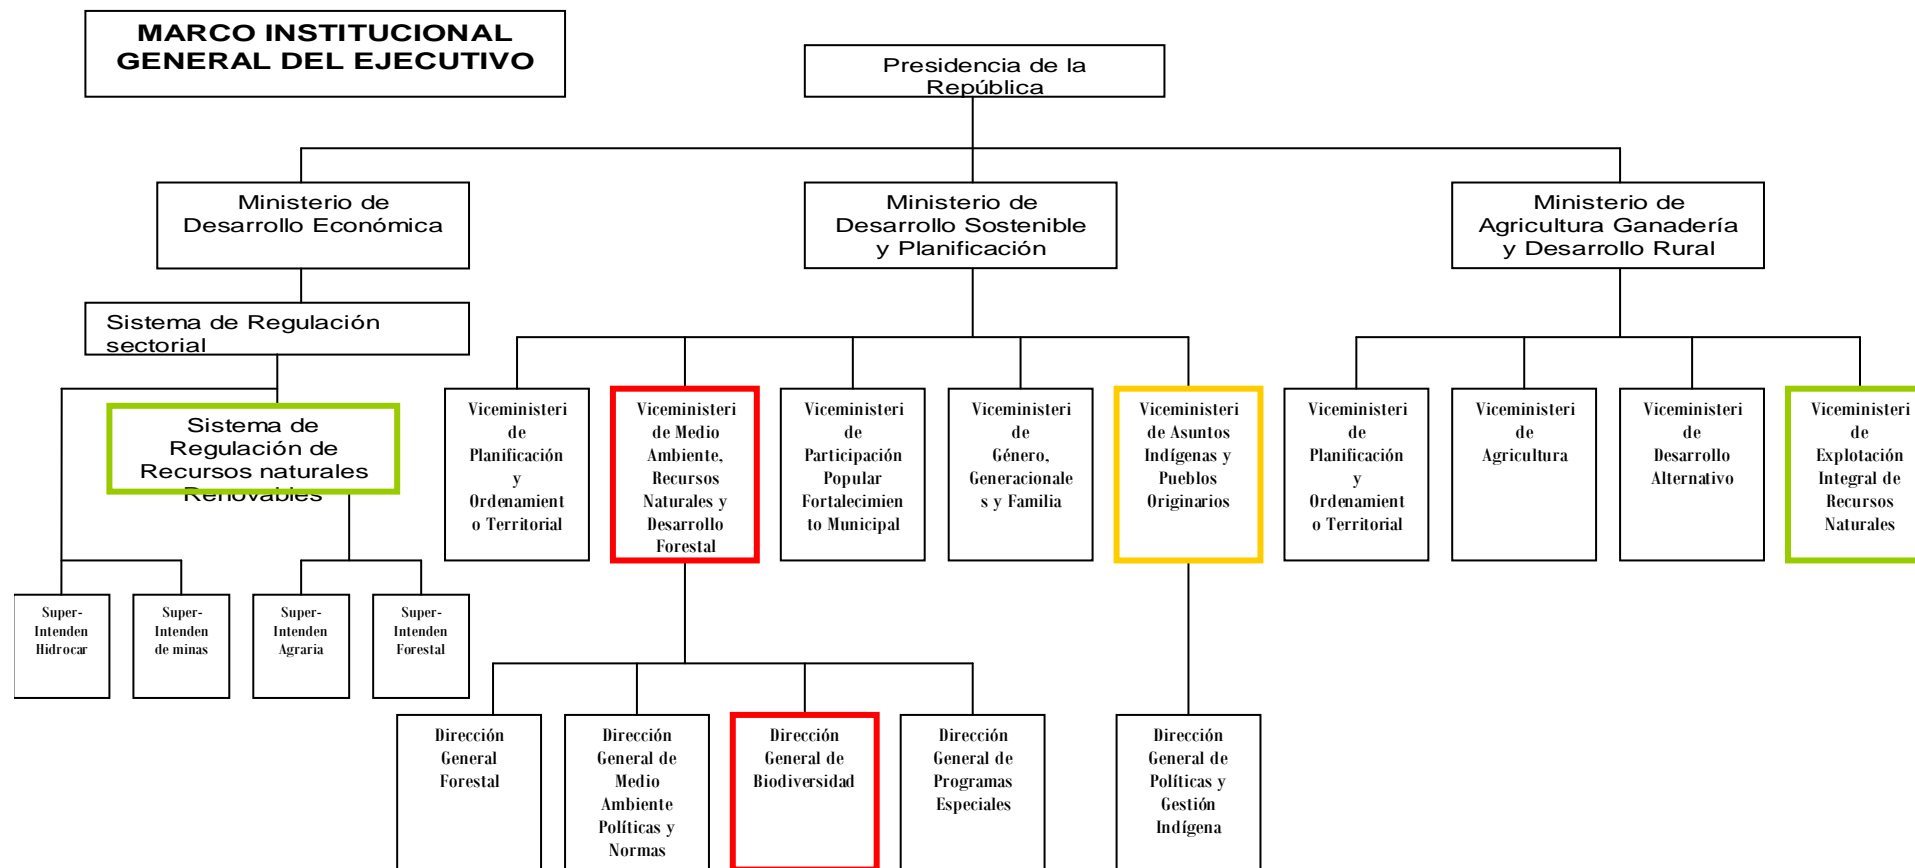 MARCO INSTITUCIONAL
GENERAL DEL EJECUTIVO
Presidencia de la
República
Ministerio de
Desarrollo Económica
Ministerio de
Desarrollo Sostenible
y Planificación
Ministerio de
Agricultura Ganadería
y Desarrollo Rural
Sistema de Regulación
sectorial
Sistema de
Regulación de
Recursos naturales
Renovables
Viceministeri
de
Planificación
y
Ordenamient
o Territorial
Viceministeri
de Medio
Ambiente,
Recursos
Naturales y
Desarrollo
Forestal
Viceministeri
de
Participación
Popular
Fortalecimien
to Municipal
Viceministeri
de
Género,
Generacionale
s y Familia
Viceministeri
de Asuntos
Indígenas y
Pueblos
Originarios
Viceministeri
de
Planificación
y
Ordenamient
o Territorial
Viceministeri
de
Agricultura
Viceministeri
de
Desarrollo
Alternativo
Viceministeri
de
Explotación
Integral de
Recursos
Naturales
Super-
Intenden
Hidrocar
Super-
Intenden
de minas
Super-
Intenden
Agraria
Super-
Intenden
Forestal
Dirección
General
Forestal
Dirección
General de
Medio
Ambiente
Políticas y
Normas
Dirección
General de
Biodiversidad
Dirección
General de
Programas
Especiales
Dirección
General de
Políticas y
Gestión
Indígena